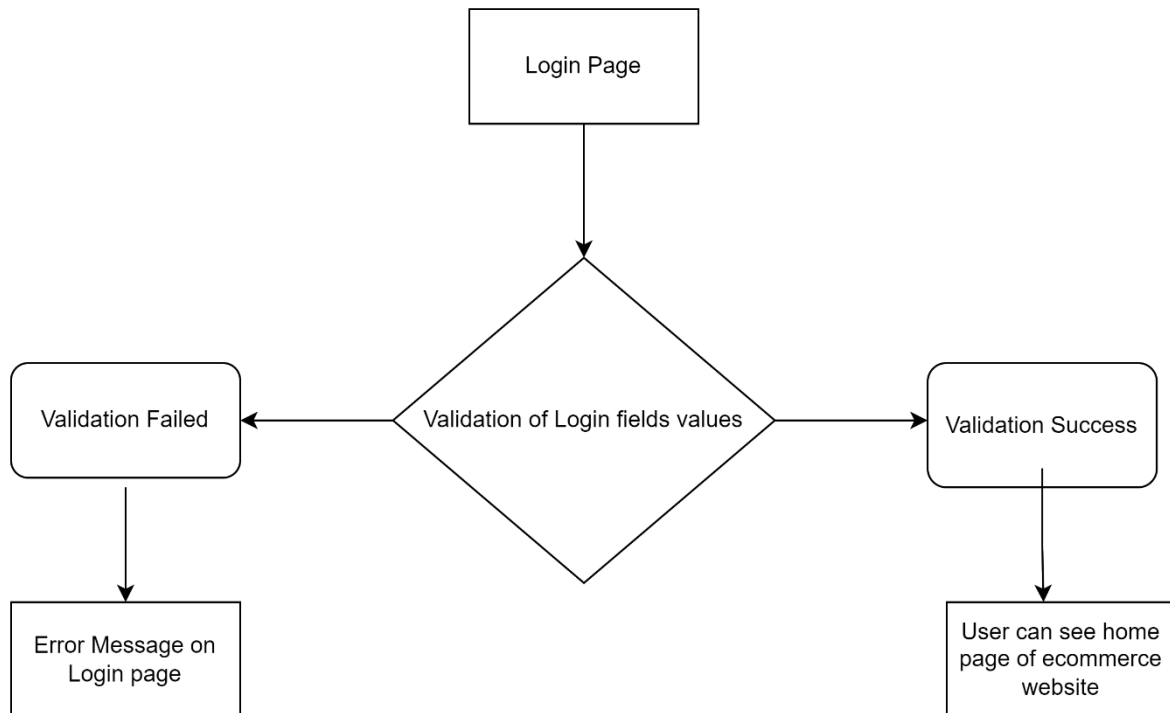 Login Page
Validation Failed
Validation of Login fields values
Validation Success
Error Message on
Login page
User can see home
page of ecommerce
website